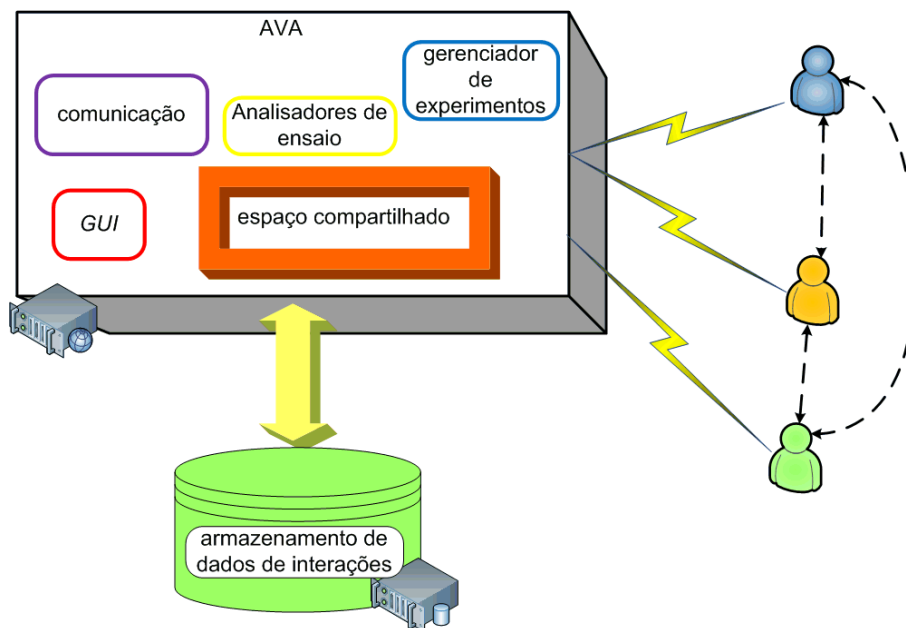 AVA
gerenciador
de
experimentos
comunicação
Analisadores de
ensaio
GUI
espaço compartilhado
armazenamento de
dados de interações